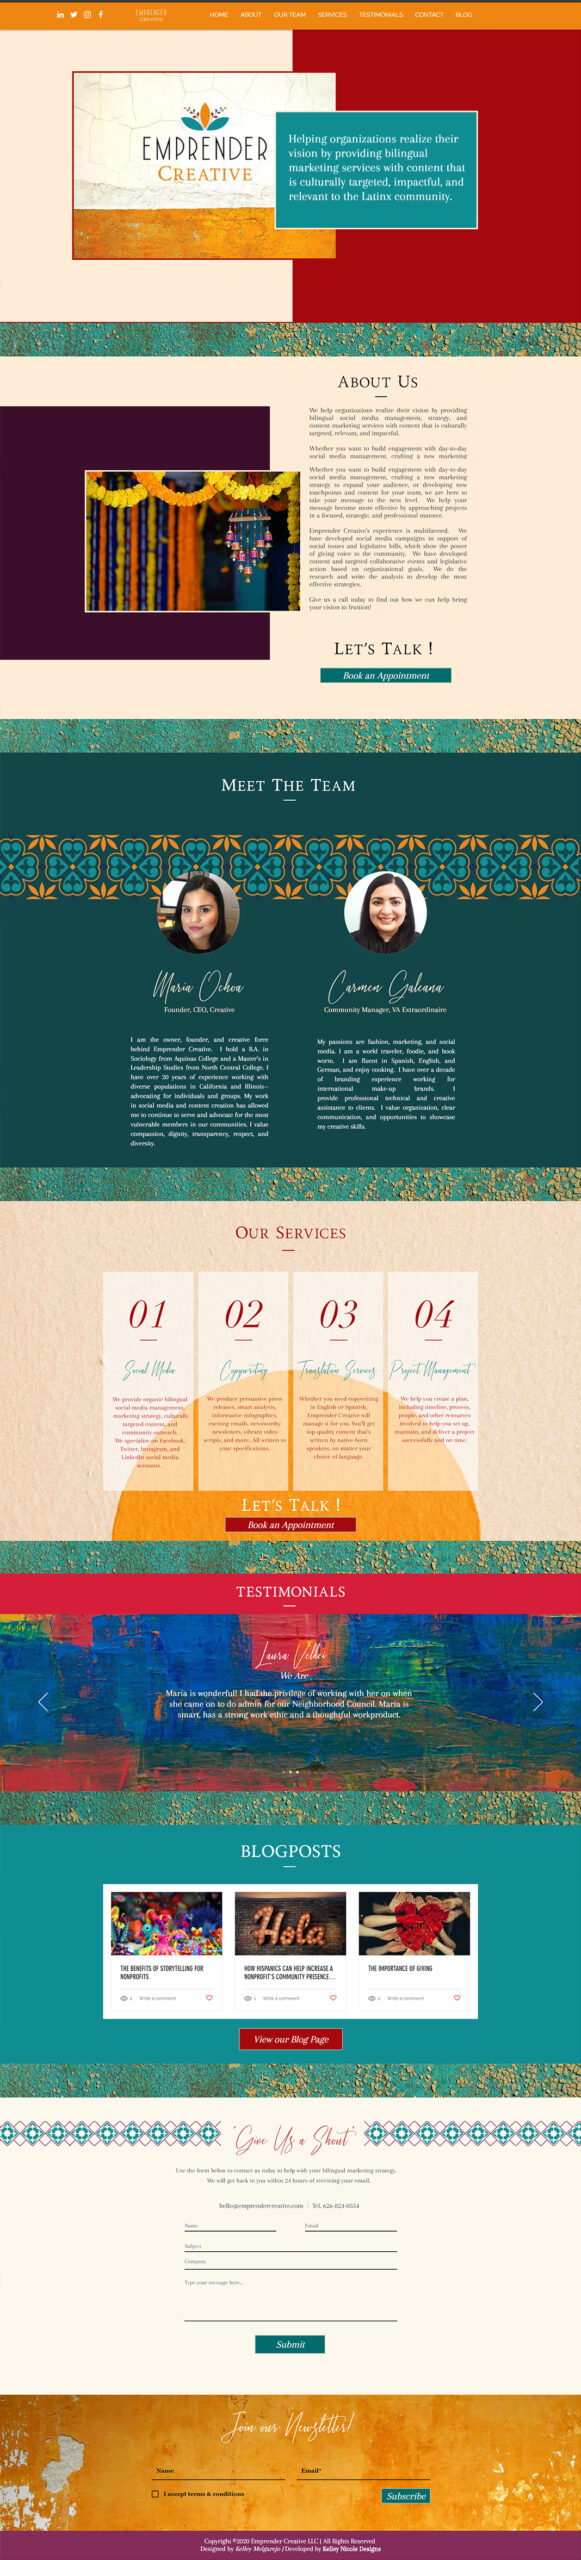 EMPRENDER
CREATIVE
HOME ABOUT OUR TEAM SERVICES TESTIMONIALS CONTACT BLOG
EMPRENDER
CREATIVE
Helping organizations realize their
vision by providing bilingual
marketing services with content that
is culturally targeted, impactful, and
relevant to the Latinx community.
ABOUT US
We help organizations realize their vision by providing
bilingual social media management, strategy, and
content marketing services with content that is culturally
targeted, relevant, and impactful.
Whether you want to build engagement with day-to-day
social media management, crafting a new marketing
Whether you want to build engagement with day-to-day
social media management, crafting a new marketing
strategy to expand your audience, or developing new
touchpoints and content for your team, we are here to
take your message to the next level. We help your
message become more effective by approaching projects
in a focused, strategic, and professional manner.
Emprender Creative's experience is multifaceted. We
have developed social media campaigns in support of
social issues and legislative bills, which show the power
of giving voice to the community. We have developed
content and targeted collaborative events and legislative
action based on organizational goals. We do the
research and write the analysis to develop the most
effective strategies.
Give us a call today to find out how we can help bring
your vision to fruition!
LET'S TALK !
Book an Appointment
MEET THE TEAM
Maria Ochoa
Founder, CEO, Creative
I am the owner, founder, and creative force
behind Emprender Creative. I hold a B.A. in
Sociology from Aquinas College and a Master's in
Leadership Studies from North Central College. I
have over 20 years of experience working with
diverse populations in California and Illinois—
advocating for individuals and groups. My work
in social media and content creation has allowed
me to continue to serve and advocate for the most
vulnerable members in our communities. I value
compassion, dignity, transparency, respect, and
diversity.
Carmen Galeana
Community Manager, VA Extraordinaire
My passions are fashion, marketing, and social
media. I am a world traveler, foodie, and book
worm. I am fluent in Spanish, English, and
German, and enjoy cooking. I have over a decade
of branding experience working for
international make-up brands. I
provide professional technical and creative
assistance to clients. I value organization, clear
communication, and opportunities to showcase
my creative skills.
OUR SERVICES
01
Social Media
We provide organic bilingual
social media management,
marketing strategy, culturally
targeted content, and
community outreach.
We specialize on Facebook,
Twitter, Instagram, and
LinkedIn social media
accounts.
02
Copywriting
We produce persuasive press
releases, smart analysis,
informative infographics,
exciting emails, newsworthy
newsletters, vibrant video
scripts, and more...All written to
your specifications.
03
Translation Services
Whether you need copywriting
in English or Spanish,
Emprender Creative will
manage it for you. You'll get
top-quality content that's
written by native-born
speakers, no matter your
choice of language.
04
Project Management
We help you create a plan,
including timeline, process,
people, and other resources
involved to help you set up,
maintain, and deliver a project
successfully and on time.
LET'S TALK !
Book an Appointment
TESTIMONIALS
Laura
We Are
Maria is wonderful! I had the privilege of working with her on when
she came on to do admin for our Neighborhood Council. Maria is
smart, has a strong work ethic and a thoughtful workproduct.
BLOGPOSTS
THE BENEFITS OF STORYTELLING FOR
NONPROFITS
Write a comment
Hola
HOW HISPANICS CAN HELP INCREASE A
NONPROFIT'S COMMUNITY PRESENCE...
Write a comment
THE IMPORTANCE OF GIVING
Write a comment
View our Blog Page
"Give Us a Shout"
Use the form below to contact us today to help with your bilingual marketing strategy.
We will get back to you within 24 hours of receiving your email.
hello@emprendercreative.com / Tel. 626-824-0554
Name Email
Subject
Company
Type your message here...
Submit
Join our Newsletter!
Name Email*
I accept terms & conditions
Subscribe
Copyright ©2020 Emprender Creative LLC | All Rights Reserved
Designed by Kelley Melgarejo / Developed by Kelley Nicole Designs